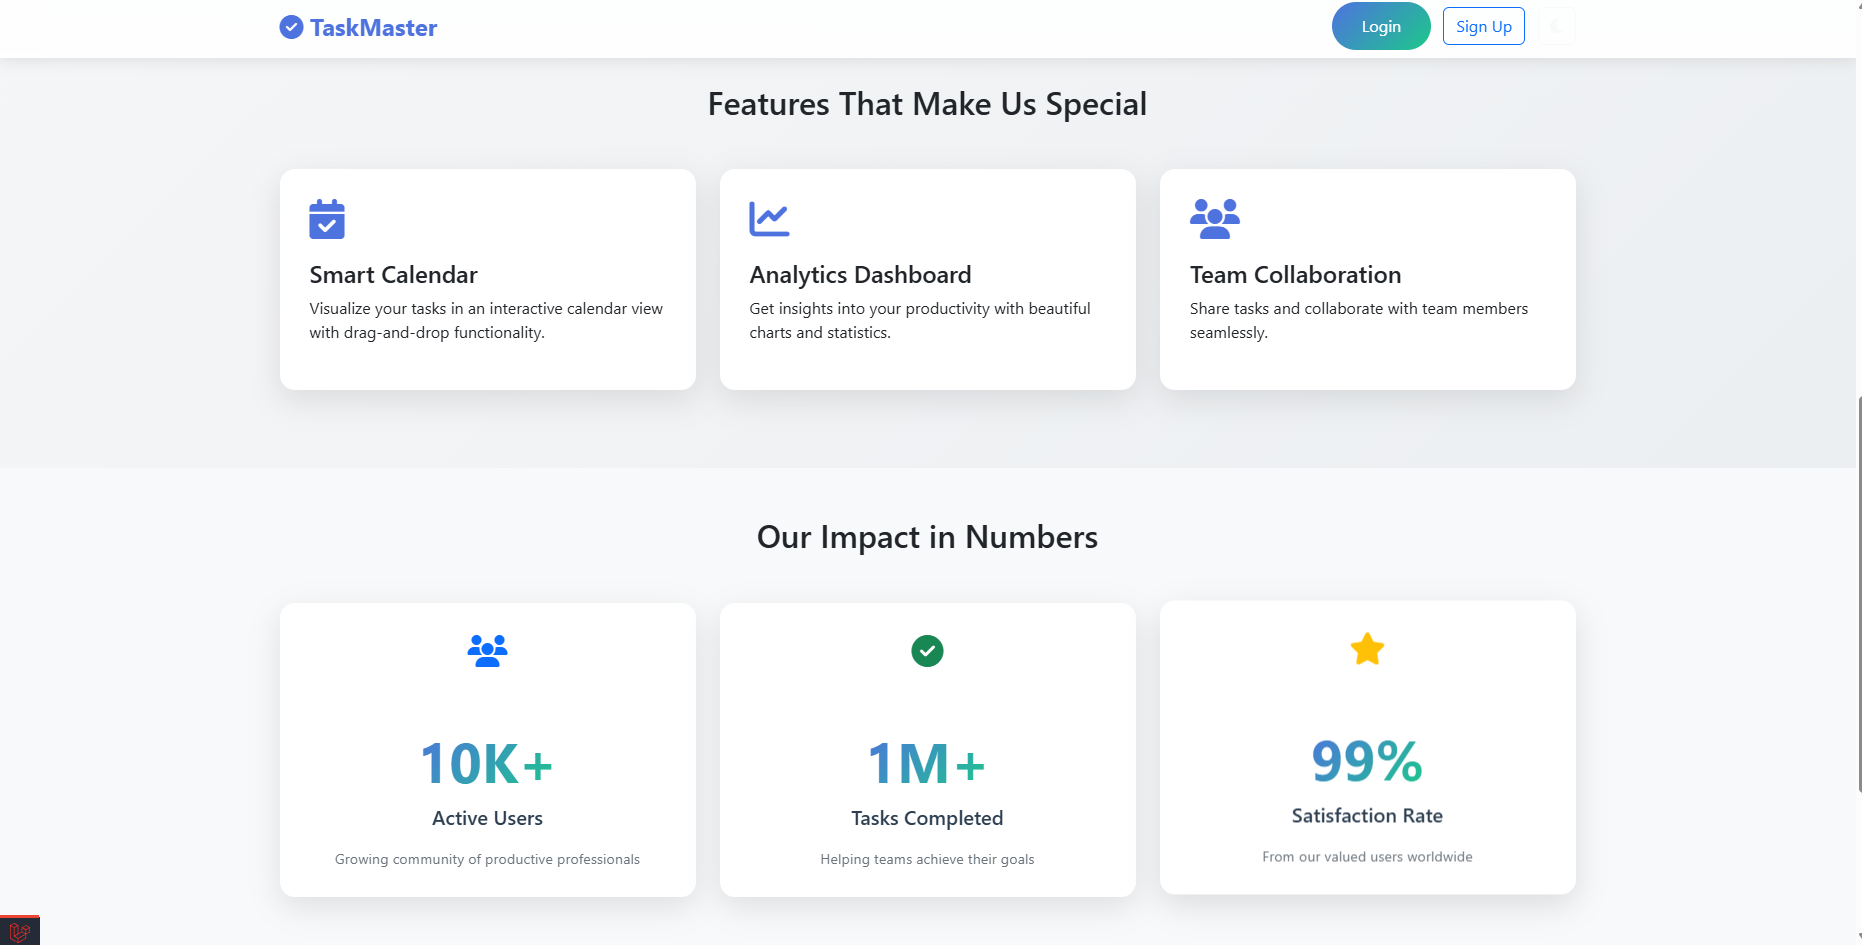 TaskMaster
Login
Sign Up
Features That Make Us Special
Smart Calendar
Visualize your tasks in an interactive calendar view
with drag-and-drop functionality.
Analytics Dashboard
Get insights into your productivity with beautiful
charts and statistics.
Team Collaboration
Share tasks and collaborate with team members
seamlessly.
Our Impact in Numbers
10K+
Active Users
Growing community of productive professionals
1M+
Tasks Completed
Helping teams achieve their goals
99%
Satisfaction Rate
From our valued users worldwide